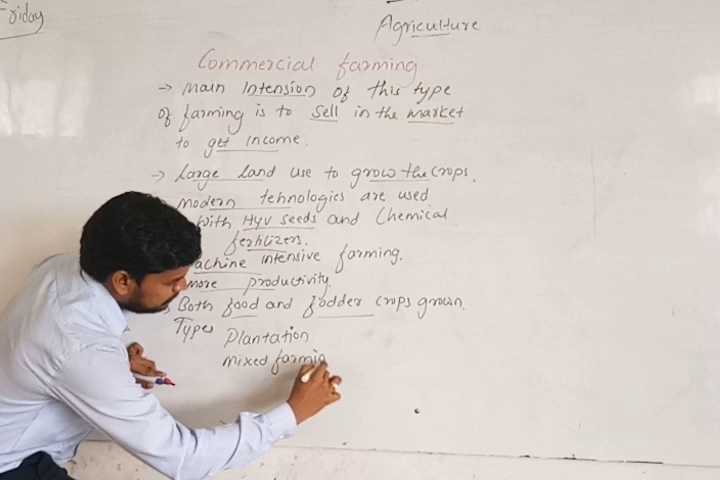 Friday
Agriculture
Commercial farming
→ Main Intension of this type
of farming is to sell in the market
to get income.
→ Large land use to grow the crops.
Modern tehnologies are used
With HYV seeds and Chemical
fertilizers.
achine intensive farming.
more productivity.
Both food and fodder crops grown.
Types Plantation
Mixed farmin